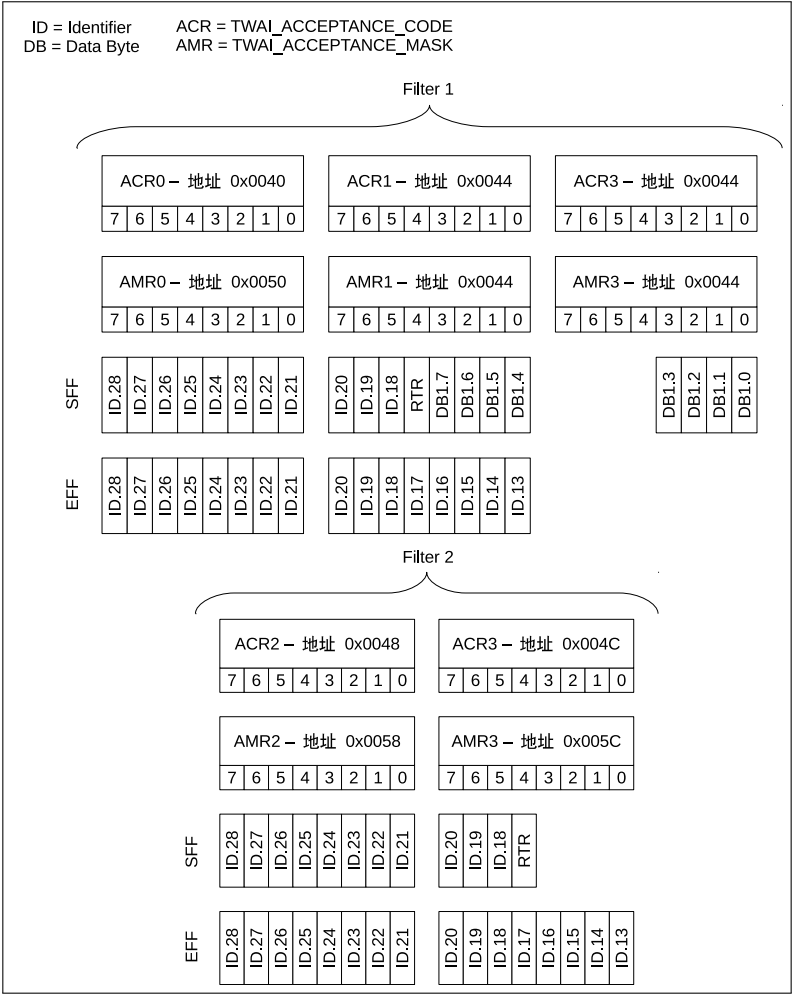 ID = Identifier ACR = TWAI_ACCEPTANCE_CODE
DB = Data Byte AMR = TWAI_ACCEPTANCE_MASK
Filter 1
ACR0 – 地址 0x0040 ACR1 – 地址 0x0044 ACR3 – 地址 0x0044
7 6 5 4 3 2 1 0 7 6 5 4 3 2 1 0 7 6 5 4 3 2 1 0
AMR0 – 地址 0x0050 AMR1 – 地址 0x0044 AMR3 – 地址 0x0044
7 6 5 4 3 2 1 0 7 6 5 4 3 2 1 0 7 6 5 4 3 2 1 0
SFF ID.28 ID.27 ID.26 ID.25 ID.24 ID.23 ID.22 ID.21 ID.20 ID.19 ID.18 RTR DB1.7 DB1.6 DB1.5 DB1.4 DB1.3 DB1.2 DB1.1 DB1.0
EFF ID.28 ID.27 ID.26 ID.25 ID.24 ID.23 ID.22 ID.21 ID.20 ID.19 ID.18 ID.17 ID.16 ID.15 ID.14 ID.13
Filter 2
ACR2 – 地址 0x0048 ACR3 – 地址 0x004C
7 6 5 4 3 2 1 0 7 6 5 4 3 2 1 0
AMR2 – 地址 0x0058 AMR3 – 地址 0x005C
7 6 5 4 3 2 1 0 7 6 5 4 3 2 1 0
SFF ID.28 ID.27 ID.26 ID.25 ID.24 ID.23 ID.22 ID.21 ID.20 ID.19 ID.18 RTR
EFF ID.28 ID.27 ID.26 ID.25 ID.24 ID.23 ID.22 ID.21 ID.20 ID.19 ID.18 ID.17 ID.16 ID.15 ID.14 ID.13